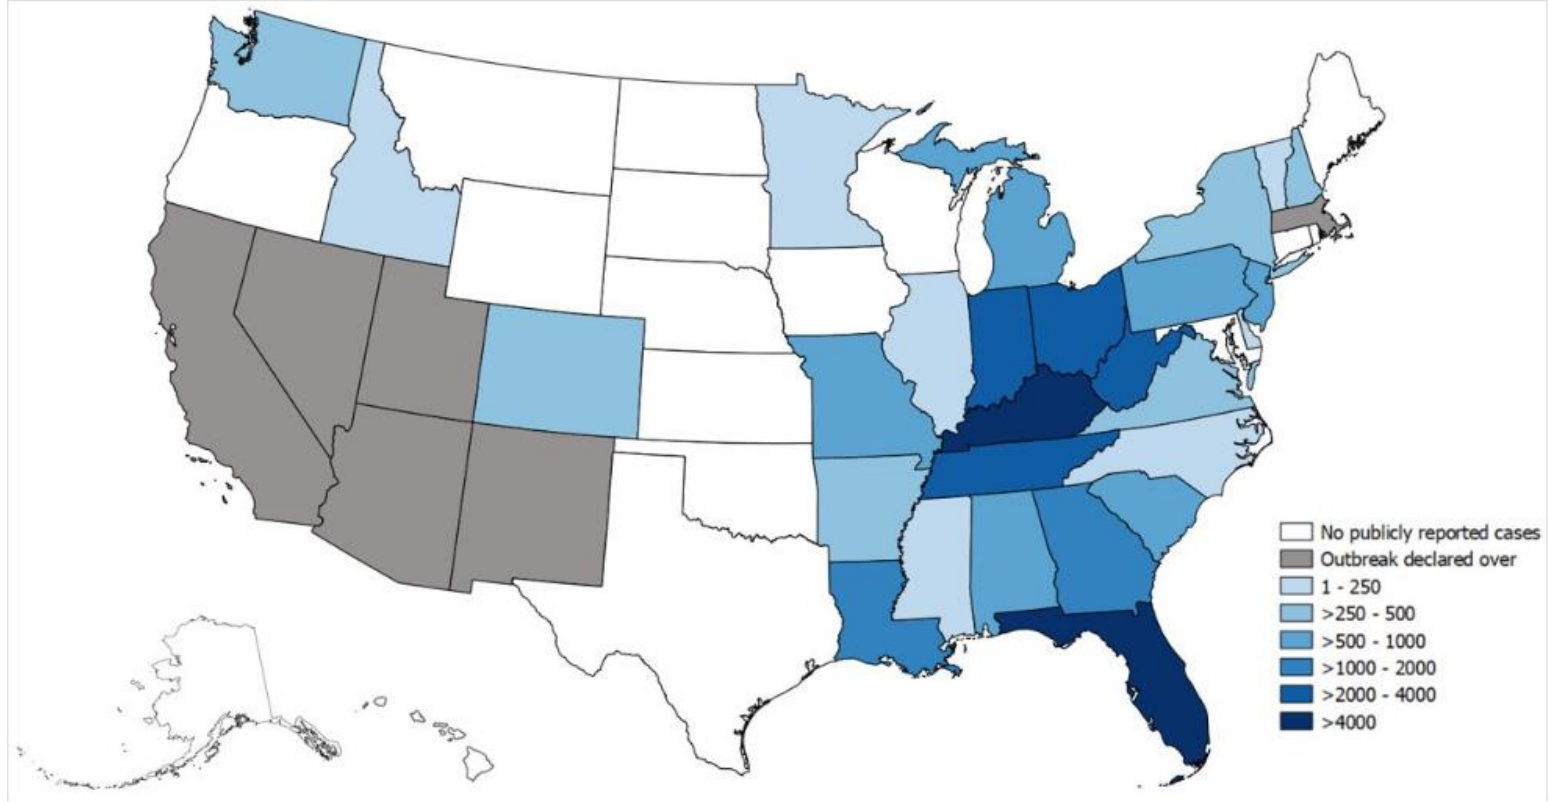 No publicly reported cases
Outbreak declared over
1 - 250
>250 - 500
>500 - 1000
>1000 - 2000
>2000 - 4000
>4000